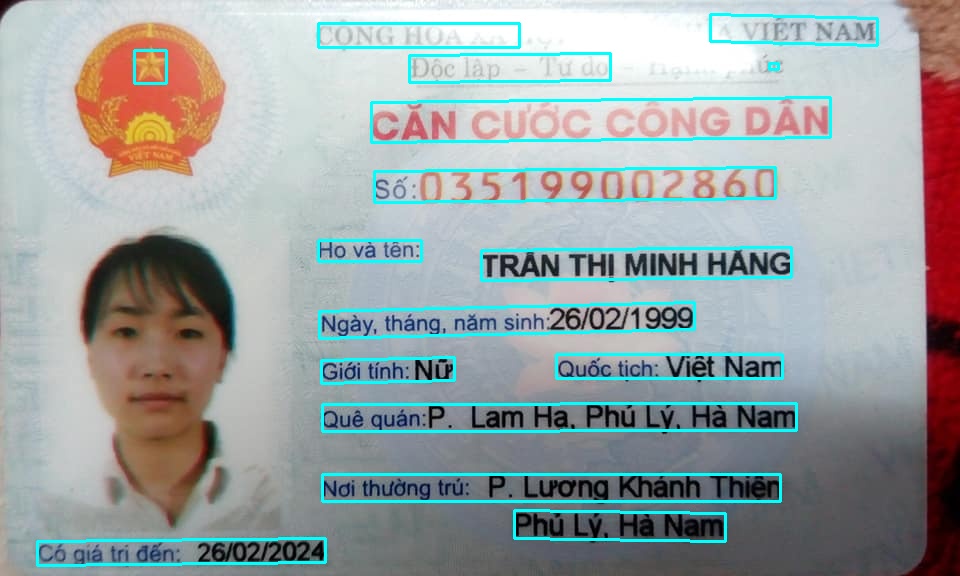 CỘNG HÒA XÃ VIỆT NAM
Độc lập - Tự do - Hạnh phúc
CĂN CƯỚC CÔNG DÂN
Số: 035199002860
Họ và tên: TRẦN THỊ MINH HẰNG
Ngày, tháng, năm sinh: 26/02/1999
Giới tính: Nữ Quốc tịch: Việt Nam
Quê quán: P. Lam Hạ, Phủ Lý, Hà Nam
Nơi thường trú: P. Lương Khánh Thiện
Phủ Lý, Hà Nam
Có giá trị đến: 26/02/2024
VIỆT NAM